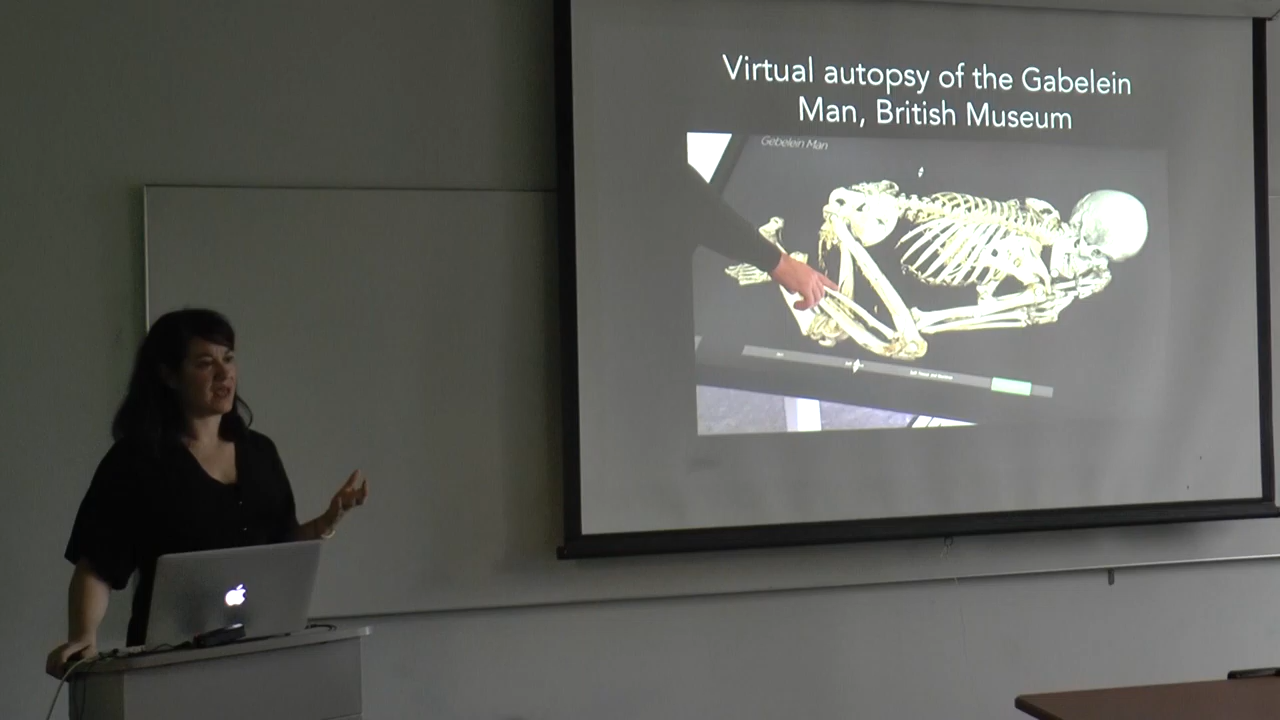 Virtual autopsy of the Gabelein
Man, British Museum
Gebelein Man